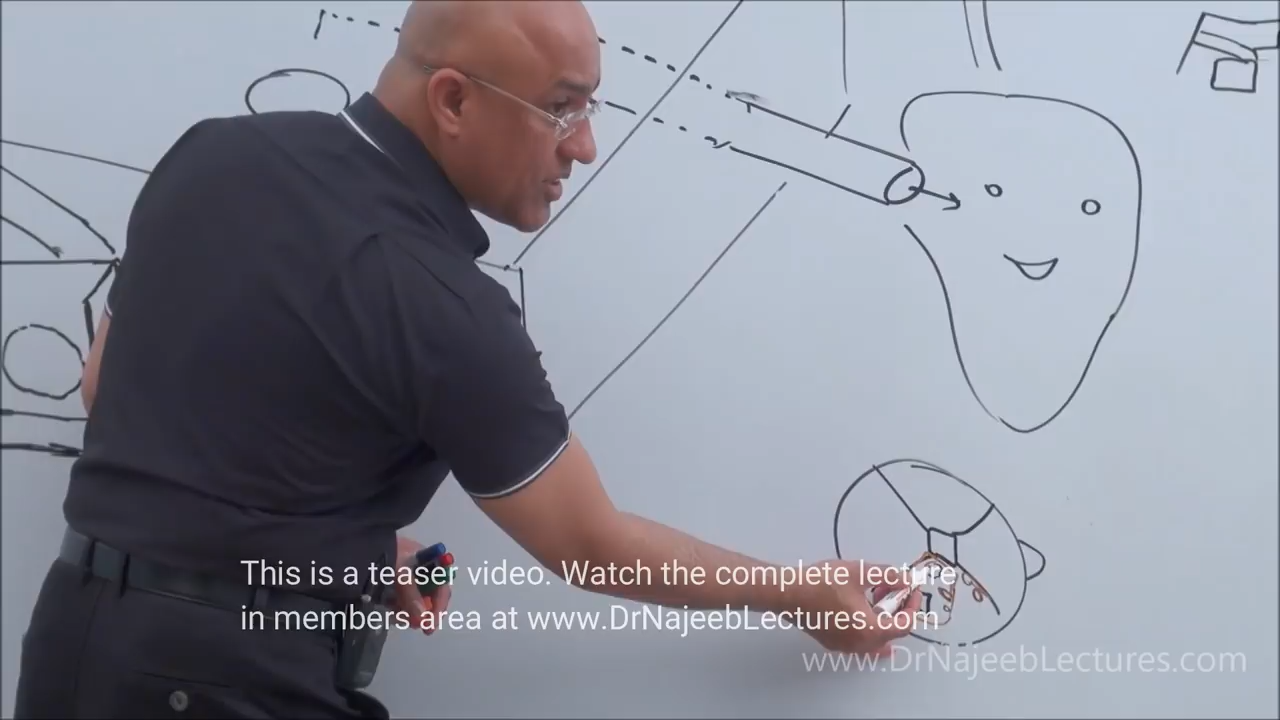 This is a teaser video. Watch the complete lecture
in members area at www.DrNajeebLectures.com
www.DrNajeebLectures.com